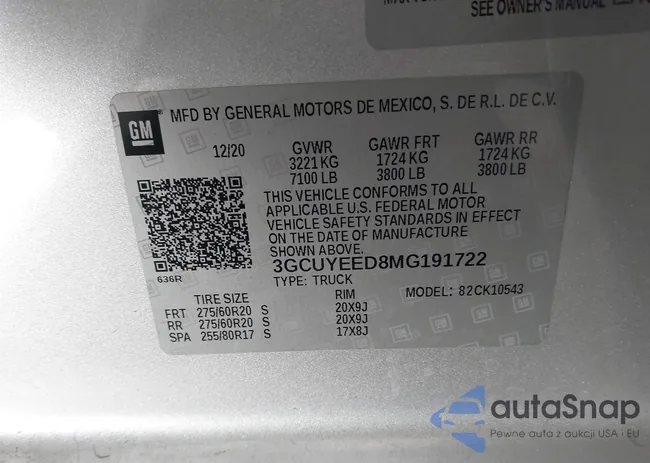 SEE OWNER'S MANUAL
GM
MFD BY GENERAL MOTORS DE MEXICO, S. DE R.L. DE C.V.
12/20 GVWR GAWR FRT GAWR RR
3221 KG 1724 KG 1724 KG
7100 LB 3800 LB 3800 LB
THIS VEHICLE CONFORMS TO ALL
APPLICABLE U.S. FEDERAL MOTOR
VEHICLE SAFETY STANDARDS IN EFFECT
ON THE DATE OF MANUFACTURE
SHOWN ABOVE.
3GCUYEED8MG191722
636R
TYPE: TRUCK MODEL: 82CK10543
TIRE SIZE RIM
FRT 275/60R20 S 20X9J
RR 275/60R20 S 20X9J
SPA 255/80R17 S 17X8J
autoSnap
Pewne auta z aukcji USA i EU